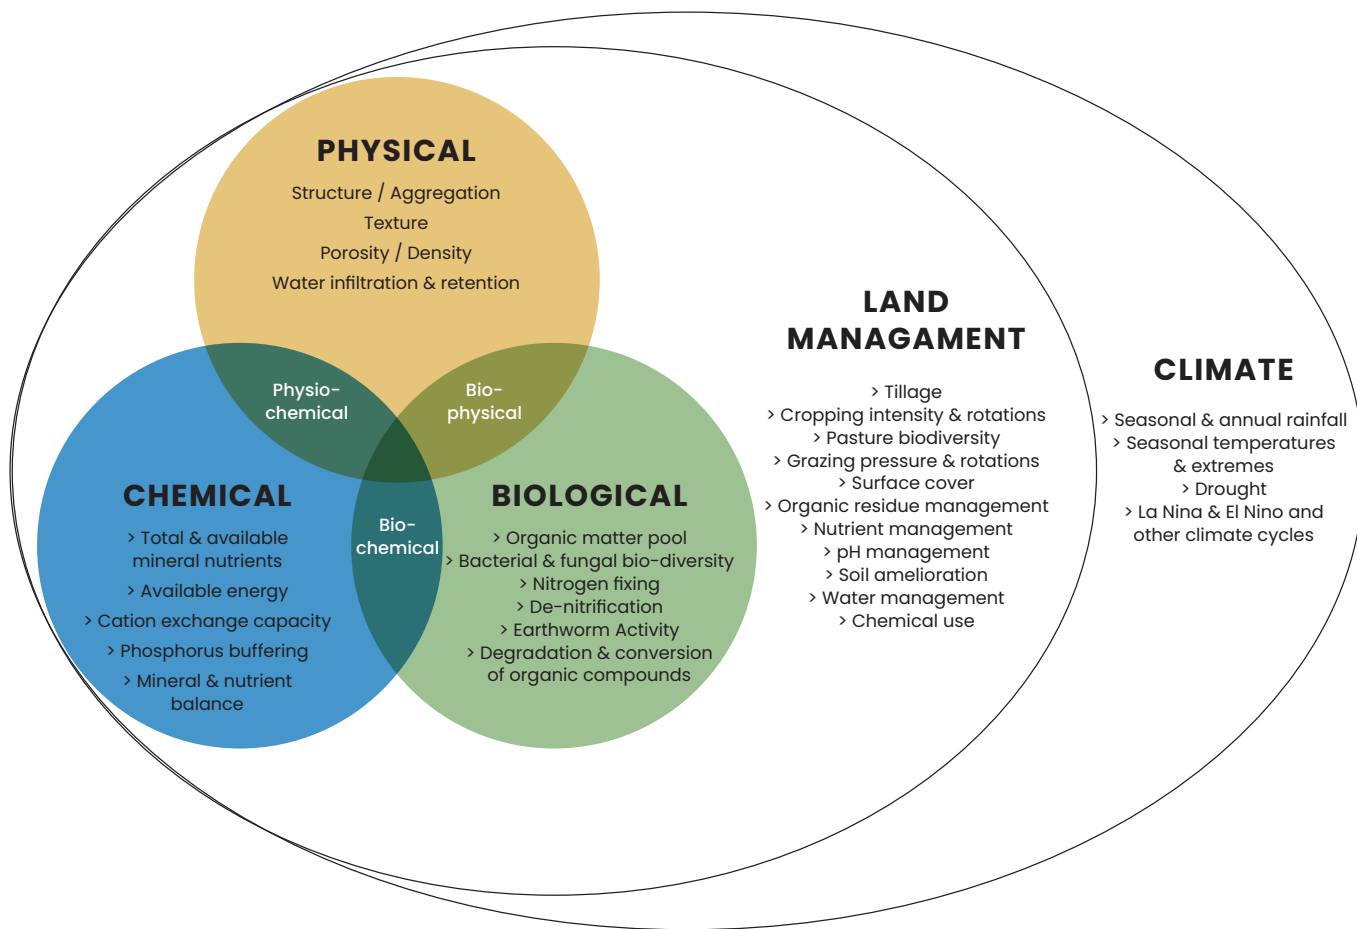 PHYSICAL
Structure / Aggregation
Texture
Porosity / Density
Water infiltration & retention
Physio-
chemical
Bio-
physical
CHEMICAL
> Total & available
mineral nutrients
> Available energy
> Cation exchange capacity
> Phosphorus buffering
> Mineral & nutrient
balance
Bio-
chemical
BIOLOGICAL
> Organic matter pool
> Bacterial & fungal bio-diversity
> Nitrogen fixing
> De-nitrification
> Earthworm Activity
> Degradation & conversion
of organic compounds
LAND
MANAGAMENT
> Tillage
> Cropping intensity & rotations
> Pasture biodiversity
> Grazing pressure & rotations
> Surface cover
> Organic residue management
> Nutrient management
> pH management
> Soil amelioration
> Water management
> Chemical use
CLIMATE
> Seasonal & annual rainfall
> Seasonal temperatures
& extremes
> Drought
> La Nina & El Nino and
other climate cycles